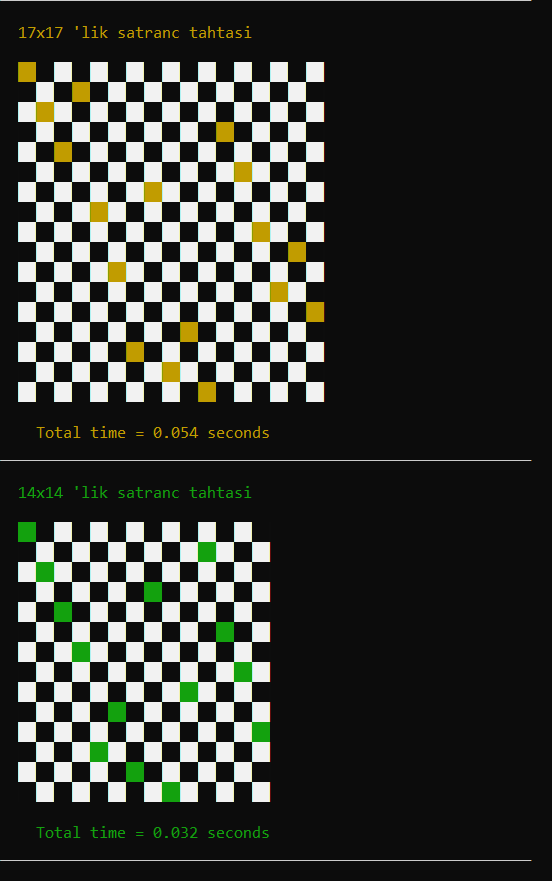 17x17 'lik satranc tahtasi
Total time = 0.054 seconds
14x14 'lik satranc tahtasi
Total time = 0.032 seconds